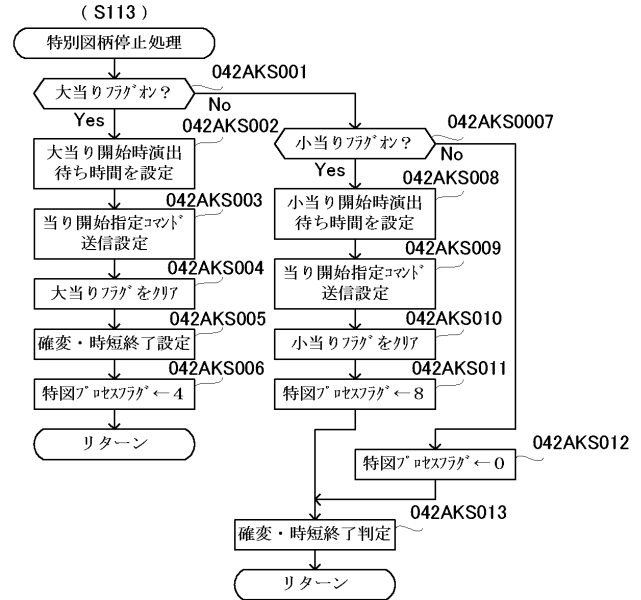 (S113)
特別図柄停止処理
大当りフラグオン?
042AKS001
Yes
No
042AKS002
大当り開始時演出
待ち時間を設定
042AKS003
当り開始指定コマンド
送信設定
042AKS004
大当りフラグをクリア
042AKS005
確変・時短終了設定
042AKS006
特図プロセスフラグ←4
リターン
小当りフラグオン?
042AKS0007
Yes
No
042AKS008
小当り開始時演出
待ち時間を設定
042AKS009
当り開始指定コマンド
送信設定
042AKS010
小当りフラグをクリア
042AKS011
特図プロセスフラグ←8
042AKS012
特図プロセスフラグ←0
042AKS013
確変・時短終了判定
リターン